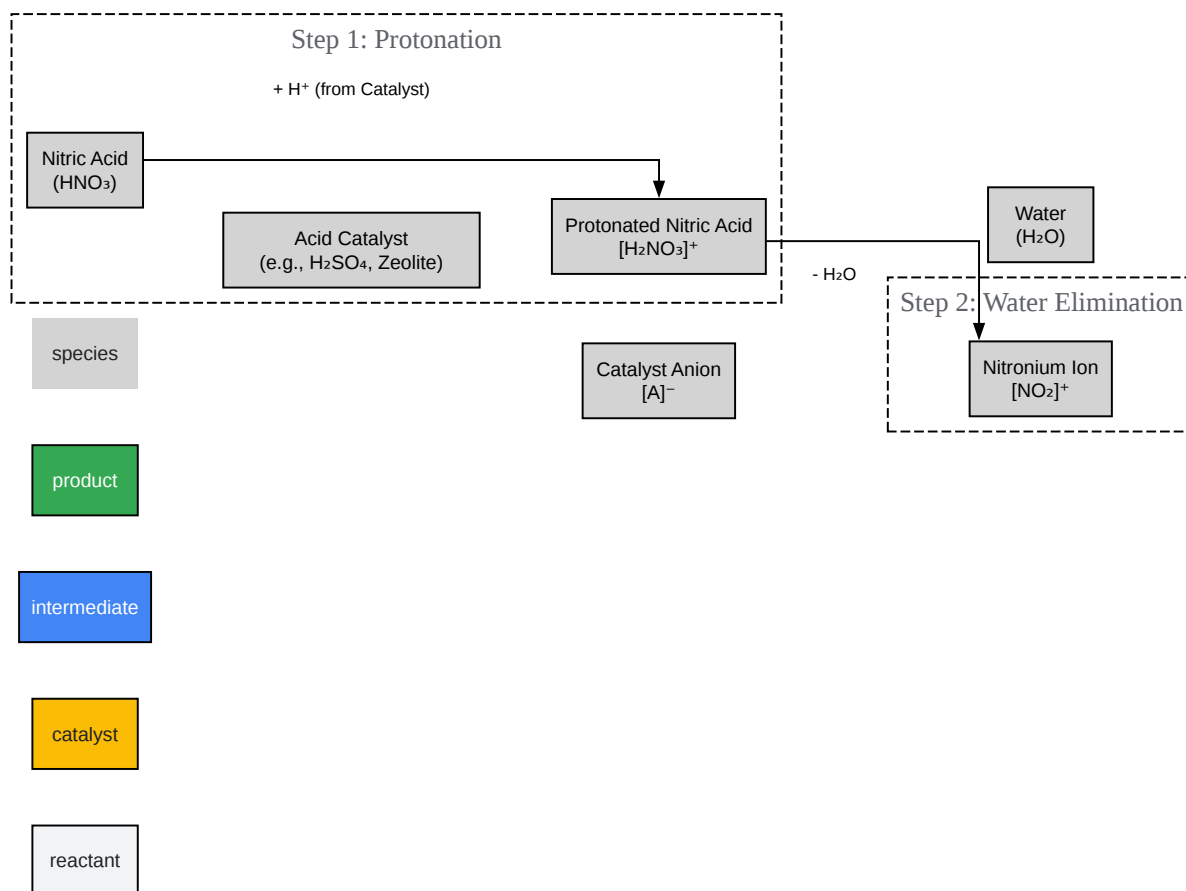 Step 1: Protonation
+ H⁺ (from Catalyst)
Nitric Acid
(HNO₃)
Acid Catalyst
(e.g., H₂SO₄, Zeolite)
Protonated Nitric Acid
[H₂NO₃]⁺
Water
(H₂O)
- H₂O
Step 2: Water Elimination
Catalyst Anion
[A]⁻
Nitronium Ion
[NO₂]⁺
species
product
intermediate
catalyst
reactant